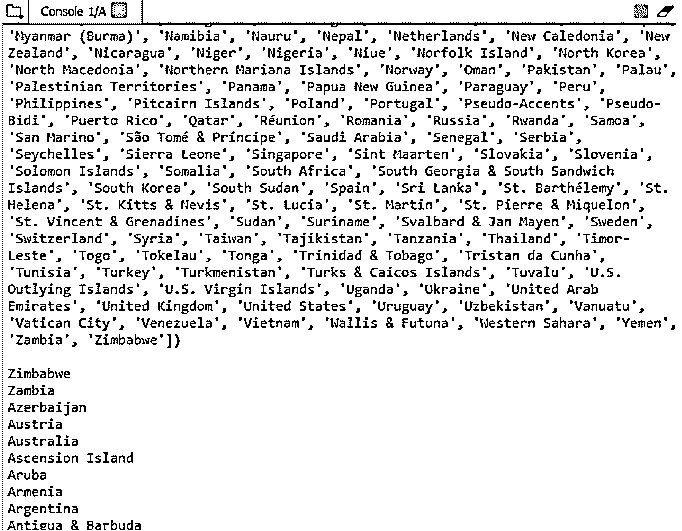 Console 1/A
'Myanmar (Burma)', 'Namibia', 'Nauru', 'Nepal', 'Netherlands', 'New Caledonia', 'New
Zealand', 'Nicaragua', 'Niger', 'Nigeria', 'Niue', 'Norfolk Island', 'North Korea',
'North Macedonia', 'Northern Mariana Islands', 'Norway', 'Oman', 'Pakistan', 'Palau',
'Palestinian Territories', 'Panama', 'Papua New Guinea', 'Paraguay', 'Peru',
'Philippines', 'Pitcairn Islands', 'Poland', 'Portugal', 'Pseudo-Accents', 'Pseudo-
Bidi', 'Puerto Rico', 'Qatar', 'Réunion', 'Romania', 'Russia', 'Rwanda', 'Samoa',
'San Marino', 'São Tomé & Príncipe', 'Saudi Arabia', 'Senegal', 'Serbia',
'Seychelles', 'Sierra Leone', 'Singapore', 'Sint Maarten', 'Slovakia', 'Slovenia',
'Solomon Islands', 'Somalia', 'South Africa', 'South Georgia & South Sandwich
Islands', 'South Korea', 'South Sudan', 'Spain', 'Sri Lanka', 'St. Barthélemy', 'St.
Helena', 'St. Kitts & Nevis', 'St. Lucia', 'St. Martin', 'St. Pierre & Miquelon',
'St. Vincent & Grenadines', 'Sudan', 'Suriname', 'Svalbard & Jan Mayen', 'Sweden',
'Switzerland', 'Syria', 'Taiwan', 'Tajikistan', 'Tanzania', 'Thailand', 'Timor-
Leste', 'Togo', 'Tokelau', 'Tonga', 'Trinidad & Tobago', 'Tristan da Cunha',
'Tunisia', 'Turkey', 'Turkmenistan', 'Turks & Caicos Islands', 'Tuvalu', 'U.S.
Outlying Islands', 'U.S. Virgin Islands', 'Uganda', 'Ukraine', 'United Arab
Emirates', 'United Kingdom', 'United States', 'Uruguay', 'Uzbekistan', 'Vanuatu',
'Vatican City', 'Venezuela', 'Vietnam', 'Wallis & Futuna', 'Western Sahara', 'Yemen',
'Zambia', 'Zimbabwe'])
Zimbabwe
Zambia
Azerbaijan
Austria
Australia
Ascension Island
Aruba
Armenia
Argentina
Antigua & Barbuda